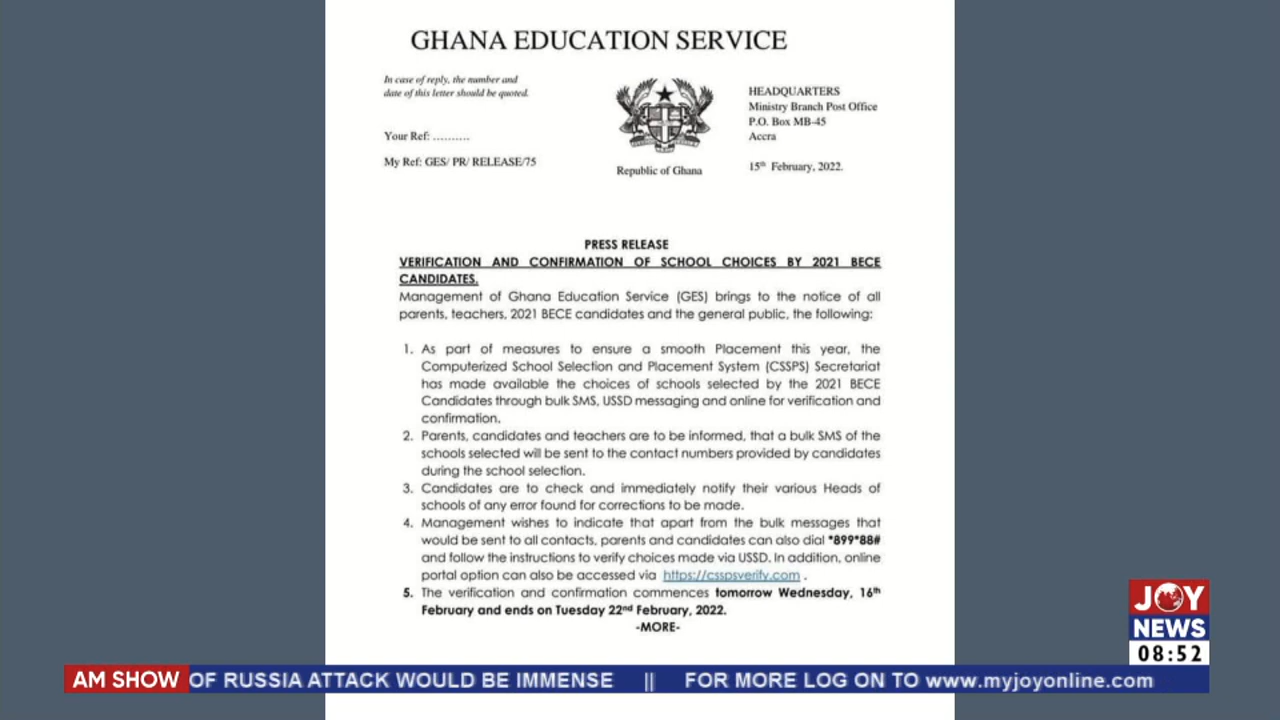 GHANA EDUCATION SERVICE
In case of reply, the number and
date of this letter should be quoted.
Your Ref: ..........
My Ref: GES/ PR/ RELEASE/75
Republic of Ghana
HEADQUARTERS
Ministry Branch Post Office
P.O. Box MB-45
Accra
15th February, 2022.
PRESS RELEASE
VERIFICATION AND CONFIRMATION OF SCHOOL CHOICES BY 2021 BECE
CANDIDATES.
Management of Ghana Education Service (GES) brings to the notice of all
parents, teachers, 2021 BECE candidates and the general public, the following:
1. As part of measures to ensure a smooth Placement this year, the
Computerized School Selection and Placement System (CSSPS) Secretariat
has made available the choices of schools selected by the 2021 BECE
Candidates through bulk SMS, USSD messaging and online for verification and
confirmation.
2. Parents, candidates and teachers are to be informed, that a bulk SMS of the
schools selected will be sent to the contact numbers provided by candidates
during the school selection.
3. Candidates are to check and immediately notify their various Heads of
schools of any error found for corrections to be made.
4. Management wishes to indicate that apart from the bulk messages that
would be sent to all contacts, parents and candidates can also dial *899*88#
and follow the instructions to verify choices made via USSD. In addition, online
portal option can also be accessed via https://csspsverify.com .
5. The verification and confirmation commences tomorrow Wednesday, 16th
February and ends on Tuesday 22nd February, 2022.
-MORE-
JOY
NEWS
08:52
AM SHOW OF RUSSIA ATTACK WOULD BE IMMENSE || FOR MORE LOG ON TO www.myjoyonline.com